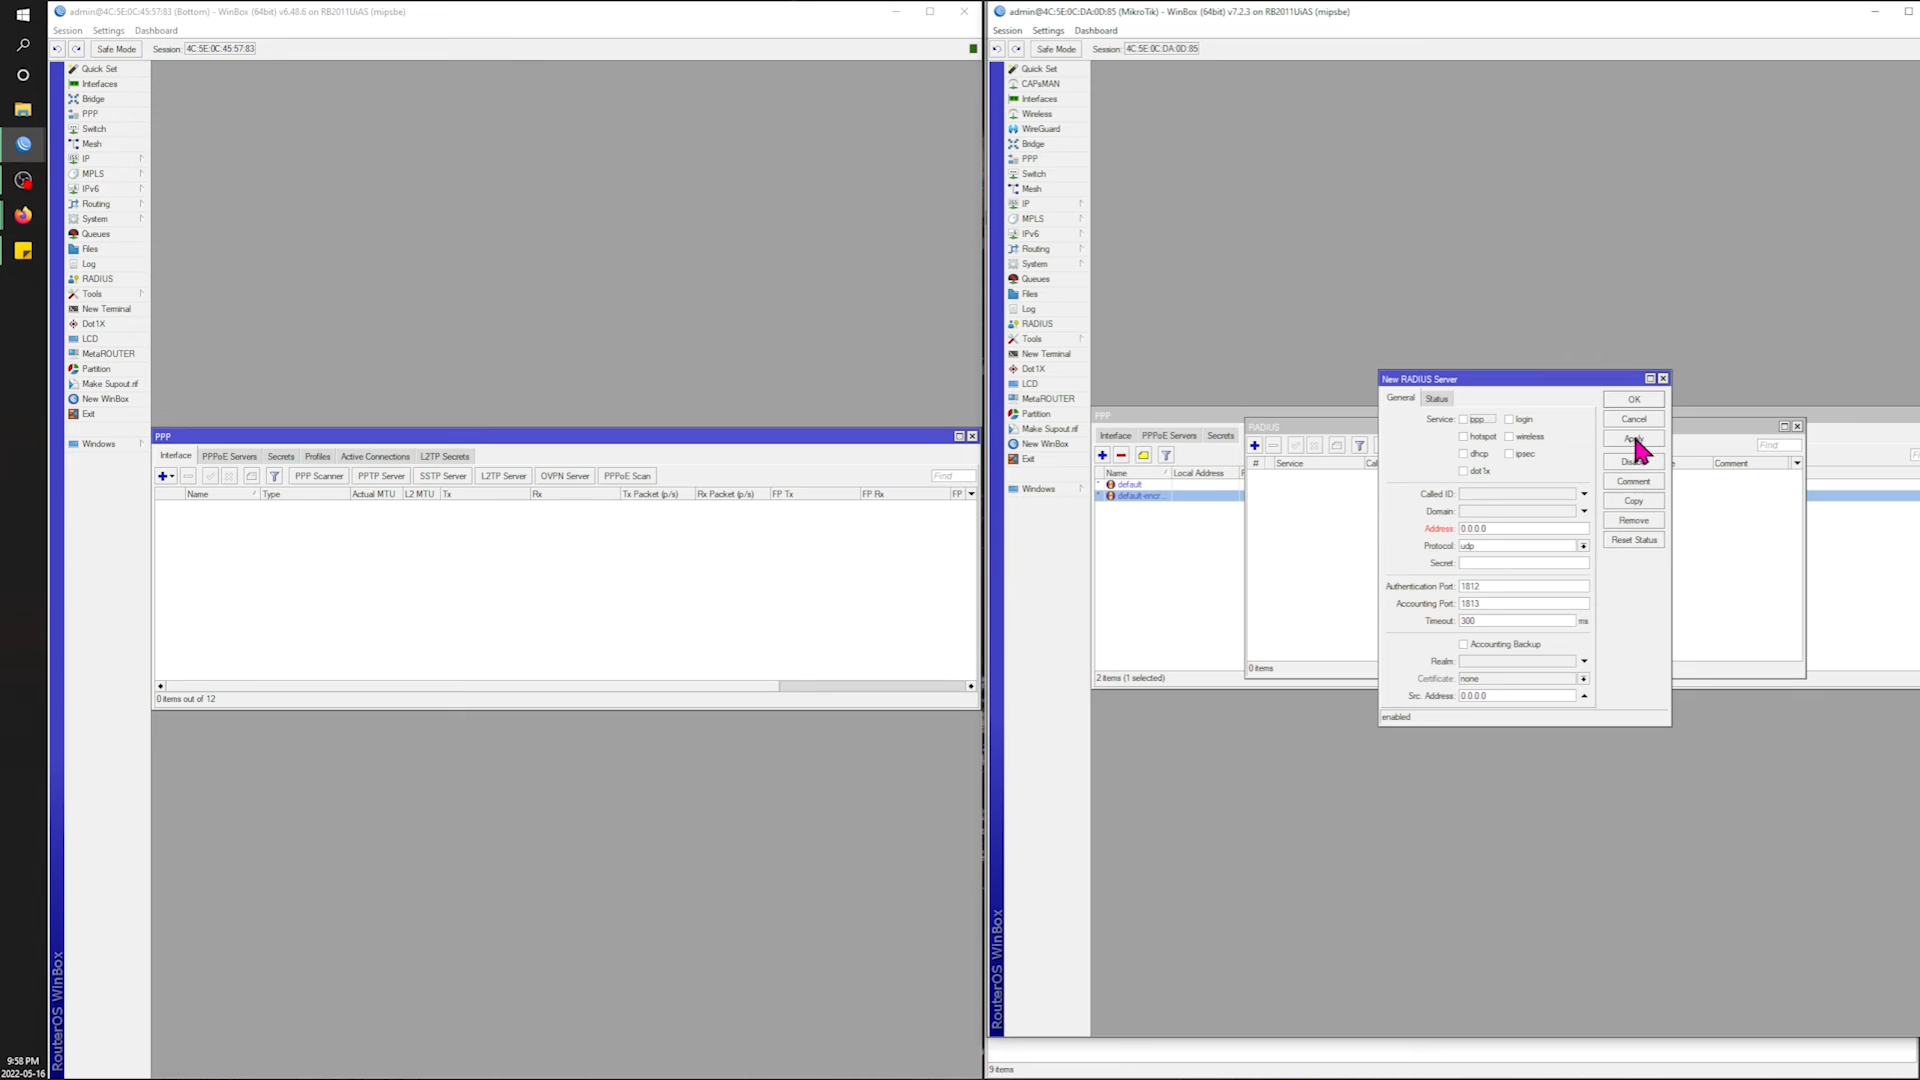 admin@4C:5E:0C:45:57:83 (Bottom) - WinBox (64bit) v6.48.6 on RB2011UiAS (mipsbe)
Session Settings Dashboard
Safe Mode Session: 4C:5E:0C:45:57:83
Quick Set
Interfaces
Bridge
PPP
Switch
Mesh
IP
MPLS
IPv6
Routing
System
Queues
Files
Log
RADIUS
Tools
New Terminal
Dot1X
LCD
MetaROUTER
Partition
Make Supout.rif
New WinBox
Exit
Windows
RouterOS WinBox
PPP
Interface PPPoE Servers Secrets Profiles Active Connections L2TP Secrets
PPP Scanner PPTP Server SSTP Server L2TP Server OVPN Server PPPoE Scan Find
Name Type Actual MTU L2 MTU Tx Rx Tx Packet (p/s) Rx Packet (p/s) FP Tx FP Rx FP
0 items out of 12
9:58 PM
2022-05-16
admin@4C:5E:0C:DA:0D:85 (MikroTik) - WinBox (64bit) v7.2.3 on RB2011UiAS (mipsbe)
Session Settings Dashboard
Safe Mode Session: 4C:5E:0C:DA:0D:85
Quick Set
CAPsMAN
Interfaces
Wireless
WireGuard
Bridge
PPP
Switch
Mesh
IP
MPLS
IPv6
Routing
System
Queues
Files
Log
RADIUS
Tools
New Terminal
Dot1X
LCD
MetaROUTER
Partition
Make Supout.rif
New WinBox
Exit
Windows
RouterOS WinBox
PPP
Interface PPPoE Servers Secrets
Name Local Address
* default
* default-encr...
2 items (1 selected)
RADIUS
Find
# Service Comment
0 items
New RADIUS Server
General Status
Service: ppp login
hotspot wireless
dhcp ipsec
dot1x
Called ID:
Domain:
Address: 0.0.0.0
Protocol: udp
Secret:
Authentication Port: 1812
Accounting Port: 1813
Timeout: 300 ms
Accounting Backup
Realm:
Certificate: none
Src. Address: 0.0.0.0
enabled
OK
Cancel
Apply
Comment
Copy
Remove
Reset Status
9 items